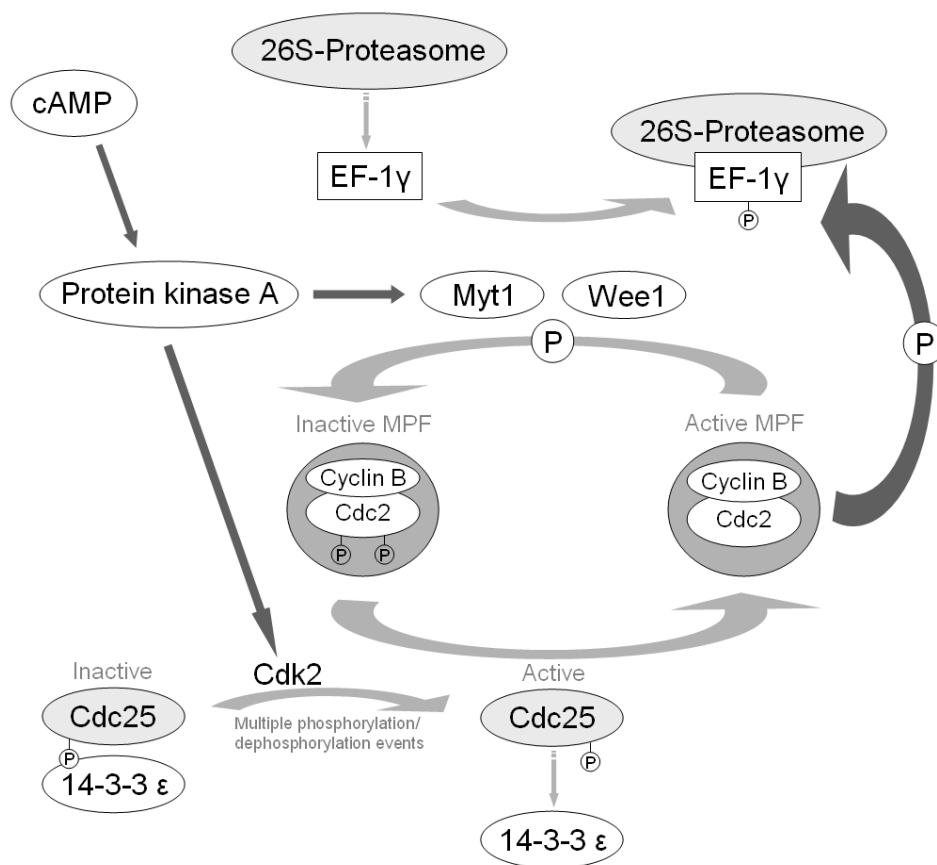 26S-Proteasome
cAMP
26S-Proteasome
EF-1γ
EF-1γ
P
Protein kinase A
Myt1
Wee1
P
P
Inactive MPF
Active MPF
Cyclin B
Cdc2
P
P
Cyclin B
Cdc2
Inactive
Cdk2
Active
Cdc25
Multiple phosphorylation/
dephosphorylation events
Cdc25
P
P
14-3-3 ε
14-3-3 ε